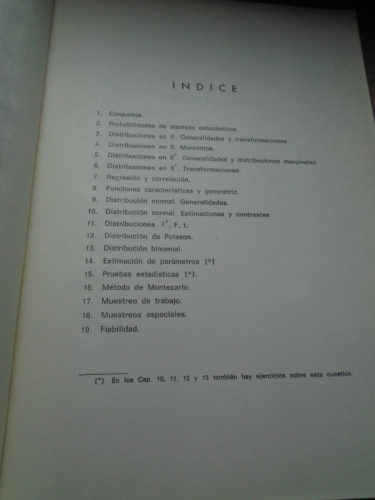 INDICE
1. Conjuntos.
2. Probabilidades de sucesos estocásticos.
3. Distribuciones en R. Generalidades y transformaciones.
4. Distribuciones en R. Momentos.
5. Distribuciones en Rⁿ. Generalidades y distribuciones marginales
6. Distribuciones en Rⁿ. Transformaciones.
7. Regresión y correlación.
8. Funciones características y generatriz.
9. Distribución normal. Generalidades.
10. Distribución normal. Estimaciones y contrastes
11. Distribuciones χ², F, t.
12. Distribución de Poisson.
13. Distribución binomial.
14. Estimación de parámetros (*)
15. Pruebas estadísticas (*).
16. Método de Montecarlo.
17. Muestreo de trabajo.
18. Muestreos especiales.
19. Fiabilidad.
(*) En los Cap. 10, 11, 12 y 13 también hay ejercicios sobre esta cuestión.